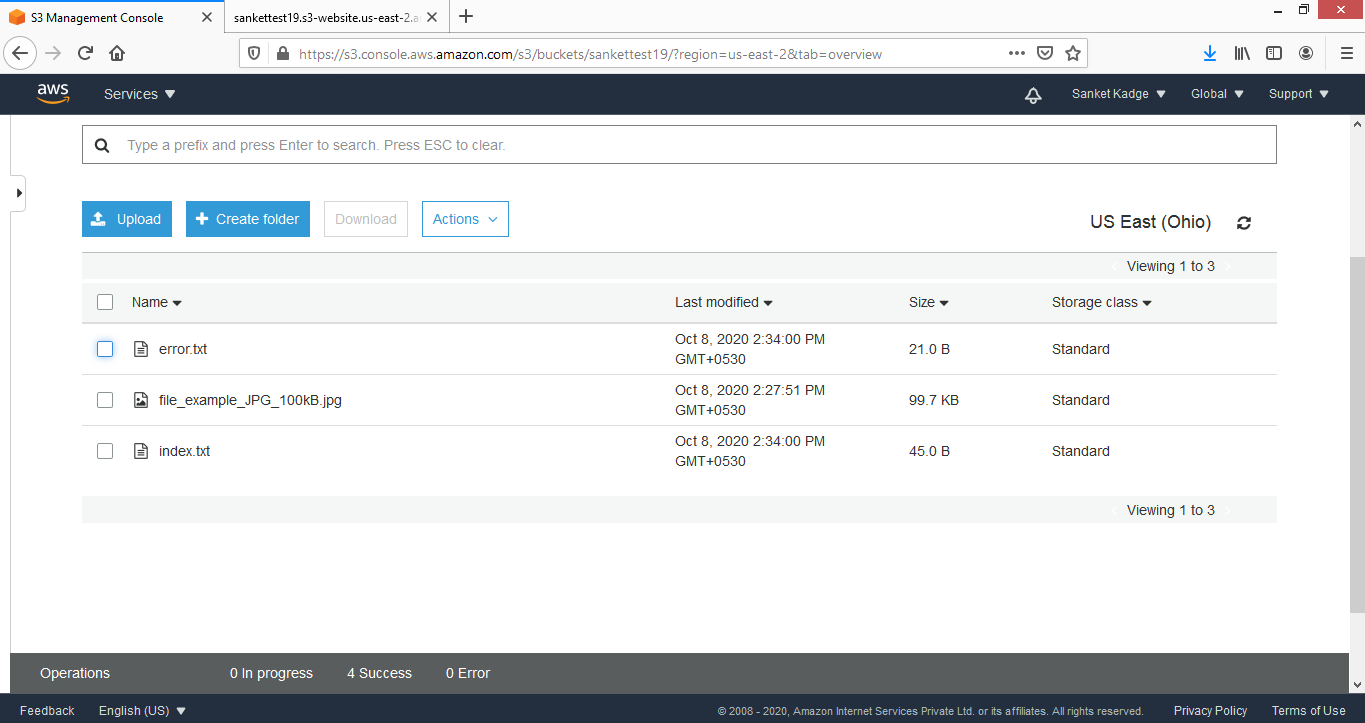 S3 Management Console
sankettest19.s3-website.us-east-2.a
https://s3.console.aws.amazon.com/s3/buckets/sankettest19/?region=us-east-2&tab=overview
aws
Services
Sanket Kadge
Global
Support
Type a prefix and press Enter to search. Press ESC to clear.
Upload
Create folder
Download
Actions
US East (Ohio)
Viewing 1 to 3
Name
Last modified
Size
Storage class
error.txt
Oct 8, 2020 2:34:00 PM
GMT+0530
21.0 B
Standard
file_example_JPG_100kB.jpg
Oct 8, 2020 2:27:51 PM
GMT+0530
99.7 KB
Standard
index.txt
Oct 8, 2020 2:34:00 PM
GMT+0530
45.0 B
Standard
Viewing 1 to 3
Operations
0 In progress
4 Success
0 Error
Feedback
English (US)
© 2008 - 2020, Amazon Internet Services Private Ltd. or its affiliates. All rights reserved.
Privacy Policy
Terms of Use